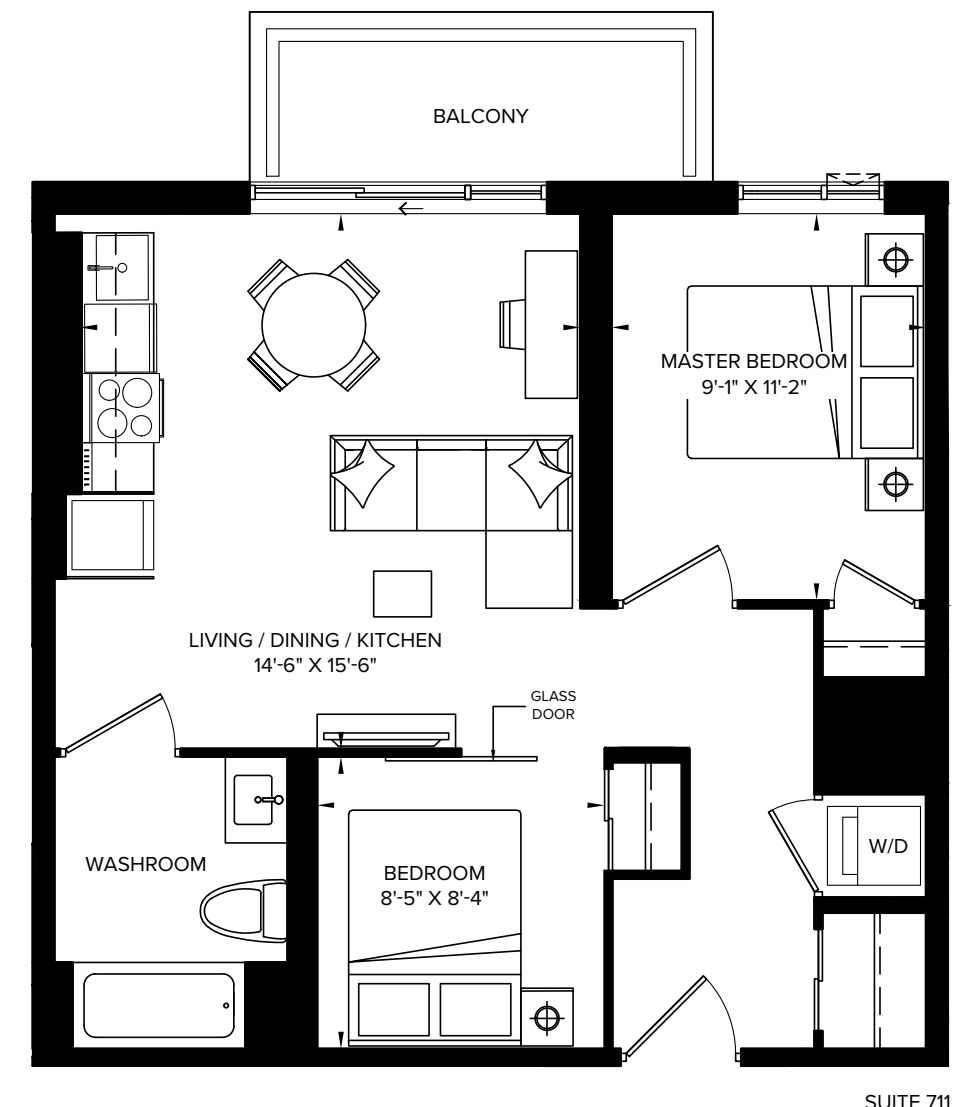 BALCONY
MASTER BEDROOM
9'-1" X 11'-2"
LIVING / DINING / KITCHEN
14'-6" X 15'-6"
GLASS
DOOR
W/D
WASHROOM
BEDROOM
8'-5" X 8'-4"
SUITE 711